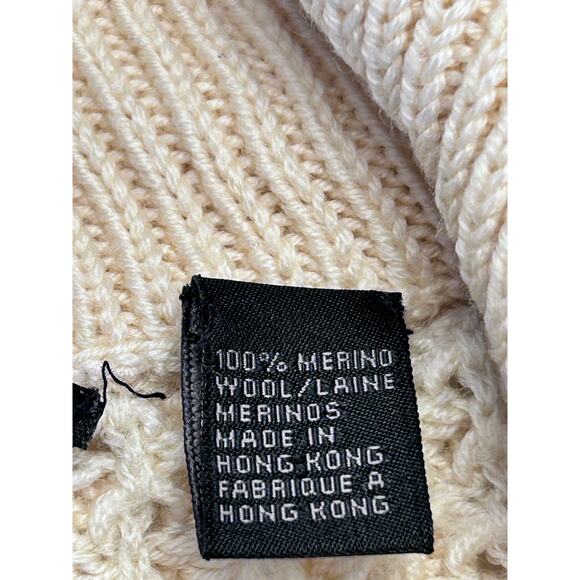 100% MERINO
WOOL/LAINE
MERINOS
MADE IN
HONG KONG
FABRIQUE A
HONG KONG